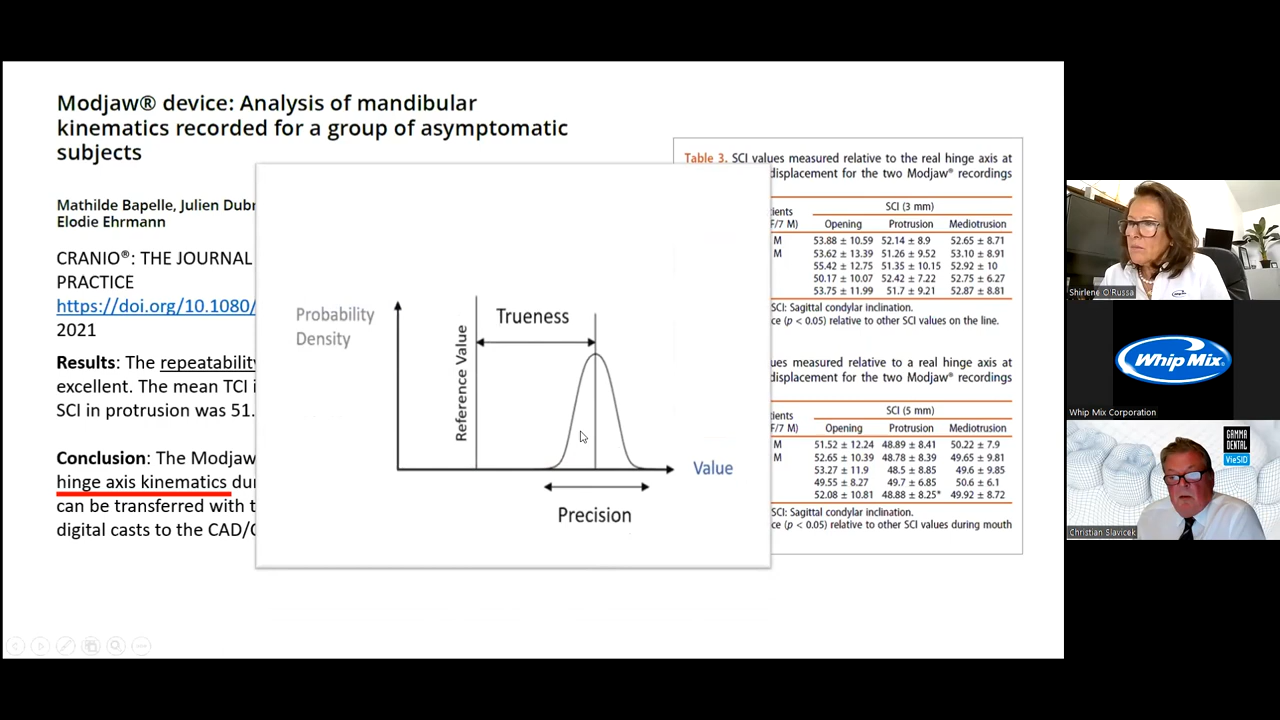 Modjaw® device: Analysis of mandibular
kinematics recorded for a group of asymptomatic
subjects
Mathilde Bapelle, Julien Dubr
Elodie Ehrmann
CRANIO®: THE JOURNAL
PRACTICE
https://doi.org/10.1080/
2021
Results: The repeatability
excellent. The mean TCI i
SCI in protrusion was 51.
Conclusion: The Modjaw
hinge axis kinematics du
can be transferred with t
digital casts to the CAD/C
Probability
Density
Reference Value
Trueness
Value
Precision
Table 3. SCI values measured relative to the real hinge axis at
displacement for the two Modjaw® recordings
ients
F/7 M)
SCI (3 mm)
Opening Protrusion Mediotrusion
M 53.88 ± 10.59 52.14 ± 8.9 52.65 ± 8.71
M 53.62 ± 13.39 51.26 ± 9.52 53.10 ± 8.91
55.42 ± 12.75 51.35 ± 10.15 52.92 ± 10
50.17 ± 10.07 52.42 ± 7.22 52.75 ± 6.27
53.75 ± 11.99 51.7 ± 9.21 52.87 ± 8.81
SCI: Sagittal condylar inclination.
ce (p < 0.05) relative to other SCI values on the line.
ues measured relative to a real hinge axis at
displacement for the two Modjaw® recordings
ients
F/7 M)
SCI (5 mm)
Opening Protrusion Mediotrusion
M 51.52 ± 12.24 48.89 ± 8.41 50.22 ± 7.9
M 52.65 ± 10.39 48.78 ± 8.39 49.65 ± 9.81
53.27 ± 11.9 48.5 ± 8.85 49.6 ± 9.85
49.55 ± 8.27 49.7 ± 6.85 50.6 ± 6.1
52.08 ± 10.81 48.88 ± 8.25* 49.92 ± 8.72
SCI: Sagittal condylar inclination.
ce (p < 0.05) relative to other SCI values during mouth
Shirlene O'Russa
Whip Mix
Whip Mix Corporation
GAMMA
DENTAL
VieSID
Christian Slavicek